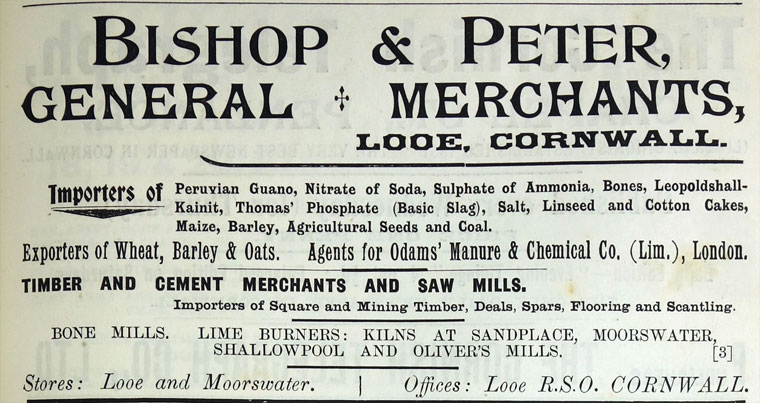 BISHOP & PETER,
GENERAL MERCHANTS,
LOOE, CORNWALL.
Importers of Peruvian Guano, Nitrate of Soda, Sulphate of Ammonia, Bones, Leopoldshall-
Kainit, Thomas' Phosphate (Basic Slag), Salt, Linseed and Cotton Cakes,
Maize, Barley, Agricultural Seeds and Coal.
Exporters of Wheat, Barley & Oats. Agents for Odams' Manure & Chemical Co. (Lim.), London.
TIMBER AND CEMENT MERCHANTS AND SAW MILLS.
Importers of Square and Mining Timber, Deals, Spars, Flooring and Scantling.
BONE MILLS. LIME BURNERS: KILNS AT SANDPLACE, MOORSWATER,
SHALLOWPOOL AND OLIVER'S MILLS. [3]
Stores: Looe and Moorswater. | Offices: Looe R.S.O. CORNWALL.